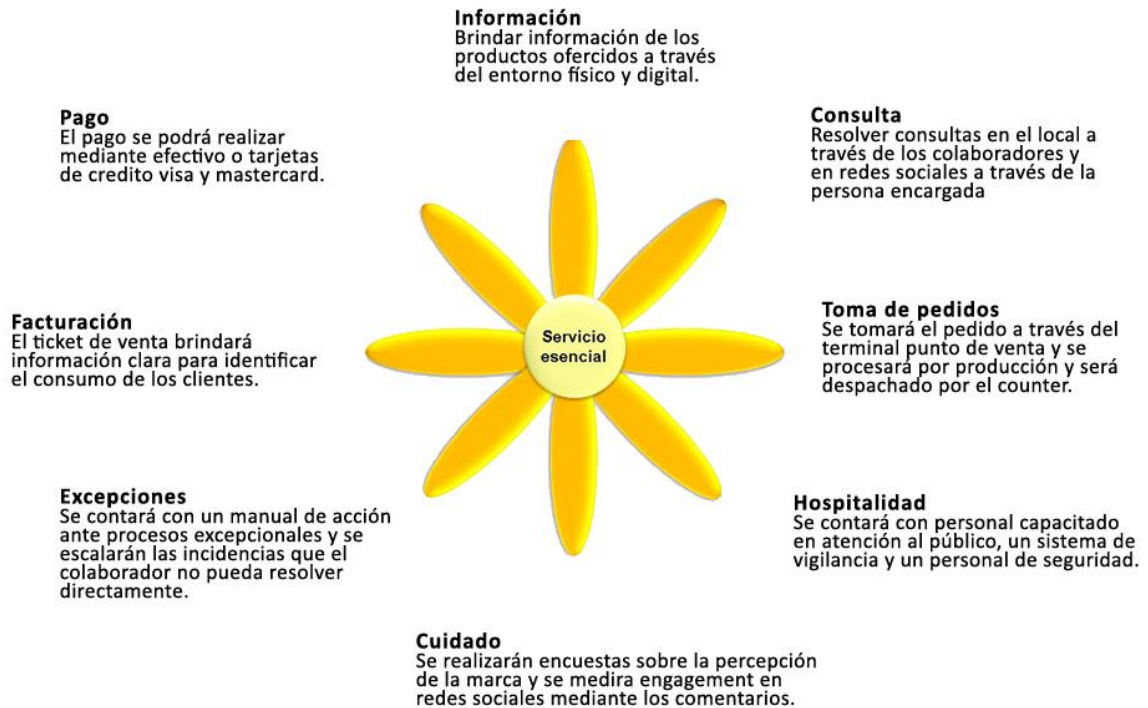 Información
Brindar información de los
productos ofercidos a través
del entorno físico y digital.
Pago
El pago se podrá realizar
mediante efectivo o tarjetas
de credito visa y mastercard.
Consulta
Resolver consultas en el local a
través de los colaboradores y
en redes sociales a través de la
persona encargada
Facturación
El ticket de venta brindará
información clara para identificar
el consumo de los clientes.
Servicio
esencial
Toma de pedidos
Se tomará el pedido a través del
terminal punto de venta y se
procesará por producción y será
despachado por el counter.
Excepciones
Se contará con un manual de acción
ante procesos excepcionales y se
escalarán las incidencias que el
colaborador no pueda resolver
directamente.
Hospitalidad
Se contará con personal capacitado
en atención al público, un sistema de
vigilancia y un personal de seguridad.
Cuidado
Se realizarán encuestas sobre la percepción
de la marca y se medira engagement en
redes sociales mediante los comentarios.